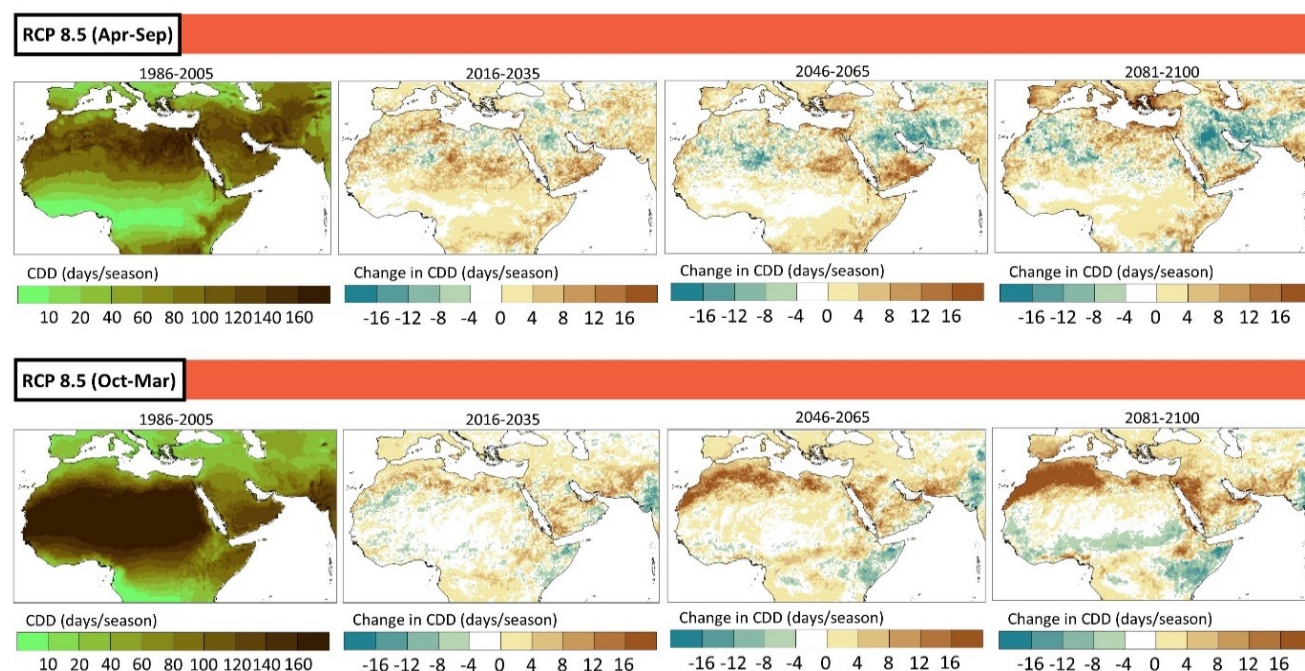 RCP 8.5 (Apr-Sep)
1986-2005 2016-2035 2046-2065 2081-2100
CDD (days/season) Change in CDD (days/season) Change in CDD (days/season) Change in CDD (days/season)
10 20 40 60 80 100 120 140 160 -16 -12 -8 -4 0 4 8 12 16 -16 -12 -8 -4 0 4 8 12 16 -16 -12 -8 -4 0 4 8 12 16
RCP 8.5 (Oct-Mar)
1986-2005 2016-2035 2046-2065 2081-2100
CDD (days/season) Change in CDD (days/season) Change in CDD (days/season) Change in CDD (days/season)
10 20 40 60 80 100 120 140 160 -16 -12 -8 -4 0 4 8 12 16 -16 -12 -8 -4 0 4 8 12 16 -16 -12 -8 -4 0 4 8 12 16